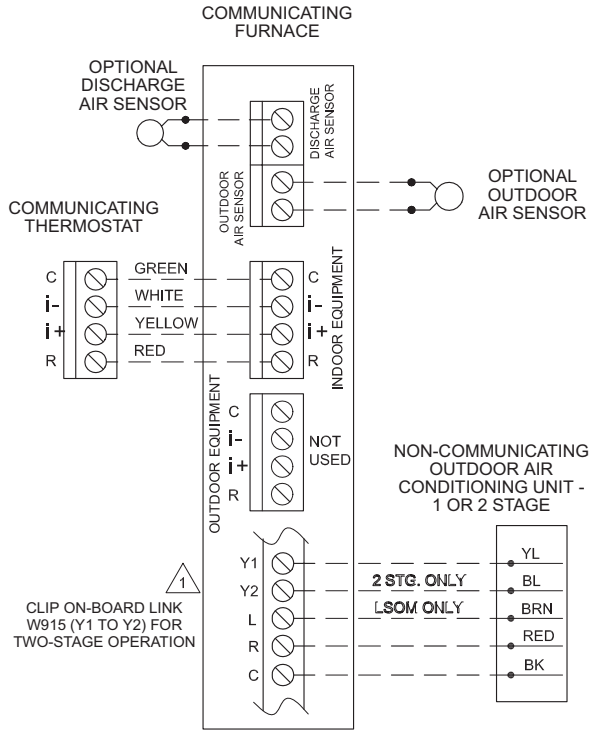 COMMUNICATING
FURNACE
OPTIONAL
DISCHARGE
AIR SENSOR
DISCHARGE
AIR SENSOR
OUTDOOR
AIR SENSOR
OPTIONAL
OUTDOOR
AIR SENSOR
COMMUNICATING
THERMOSTAT
C GREEN C
i- WHITE i-
i+ YELLOW i+
R RED R
INDOOR EQUIPMENT
OUTDOOR EQUIPMENT
C
i-
i+
R
NOT
USED
NON-COMMUNICATING
OUTDOOR AIR
CONDITIONING UNIT -
1 OR 2 STAGE
1
CLIP ON-BOARD LINK
W915 (Y1 TO Y2) FOR
TWO-STAGE OPERATION
Y1 YL
Y2 2 STG. ONLY BL
L LSOM ONLY BRN
R RED
C BK